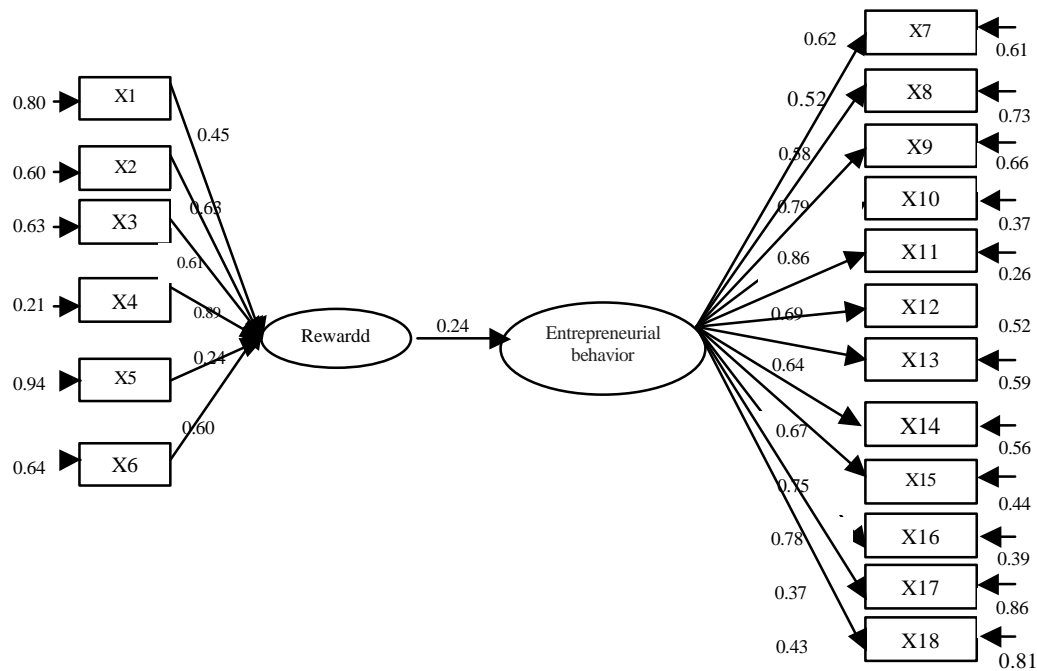 0.80
X1
0.45
0.60
X2
0.63
0.63
X3
0.61
0.21
X4
0.89
0.94
X5
0.24
0.64
X6
0.60
Rewardd
0.24
Entrepreneurial
behavior
0.62
X7
0.61
0.52
X8
0.73
0.58
X9
0.66
0.79
X10
0.37
0.86
X11
0.26
0.69
X12
0.52
0.64
X13
0.59
0.67
X14
0.56
0.75
X15
0.44
0.78
X16
0.39
0.37
X17
0.86
0.43
X18
0.81